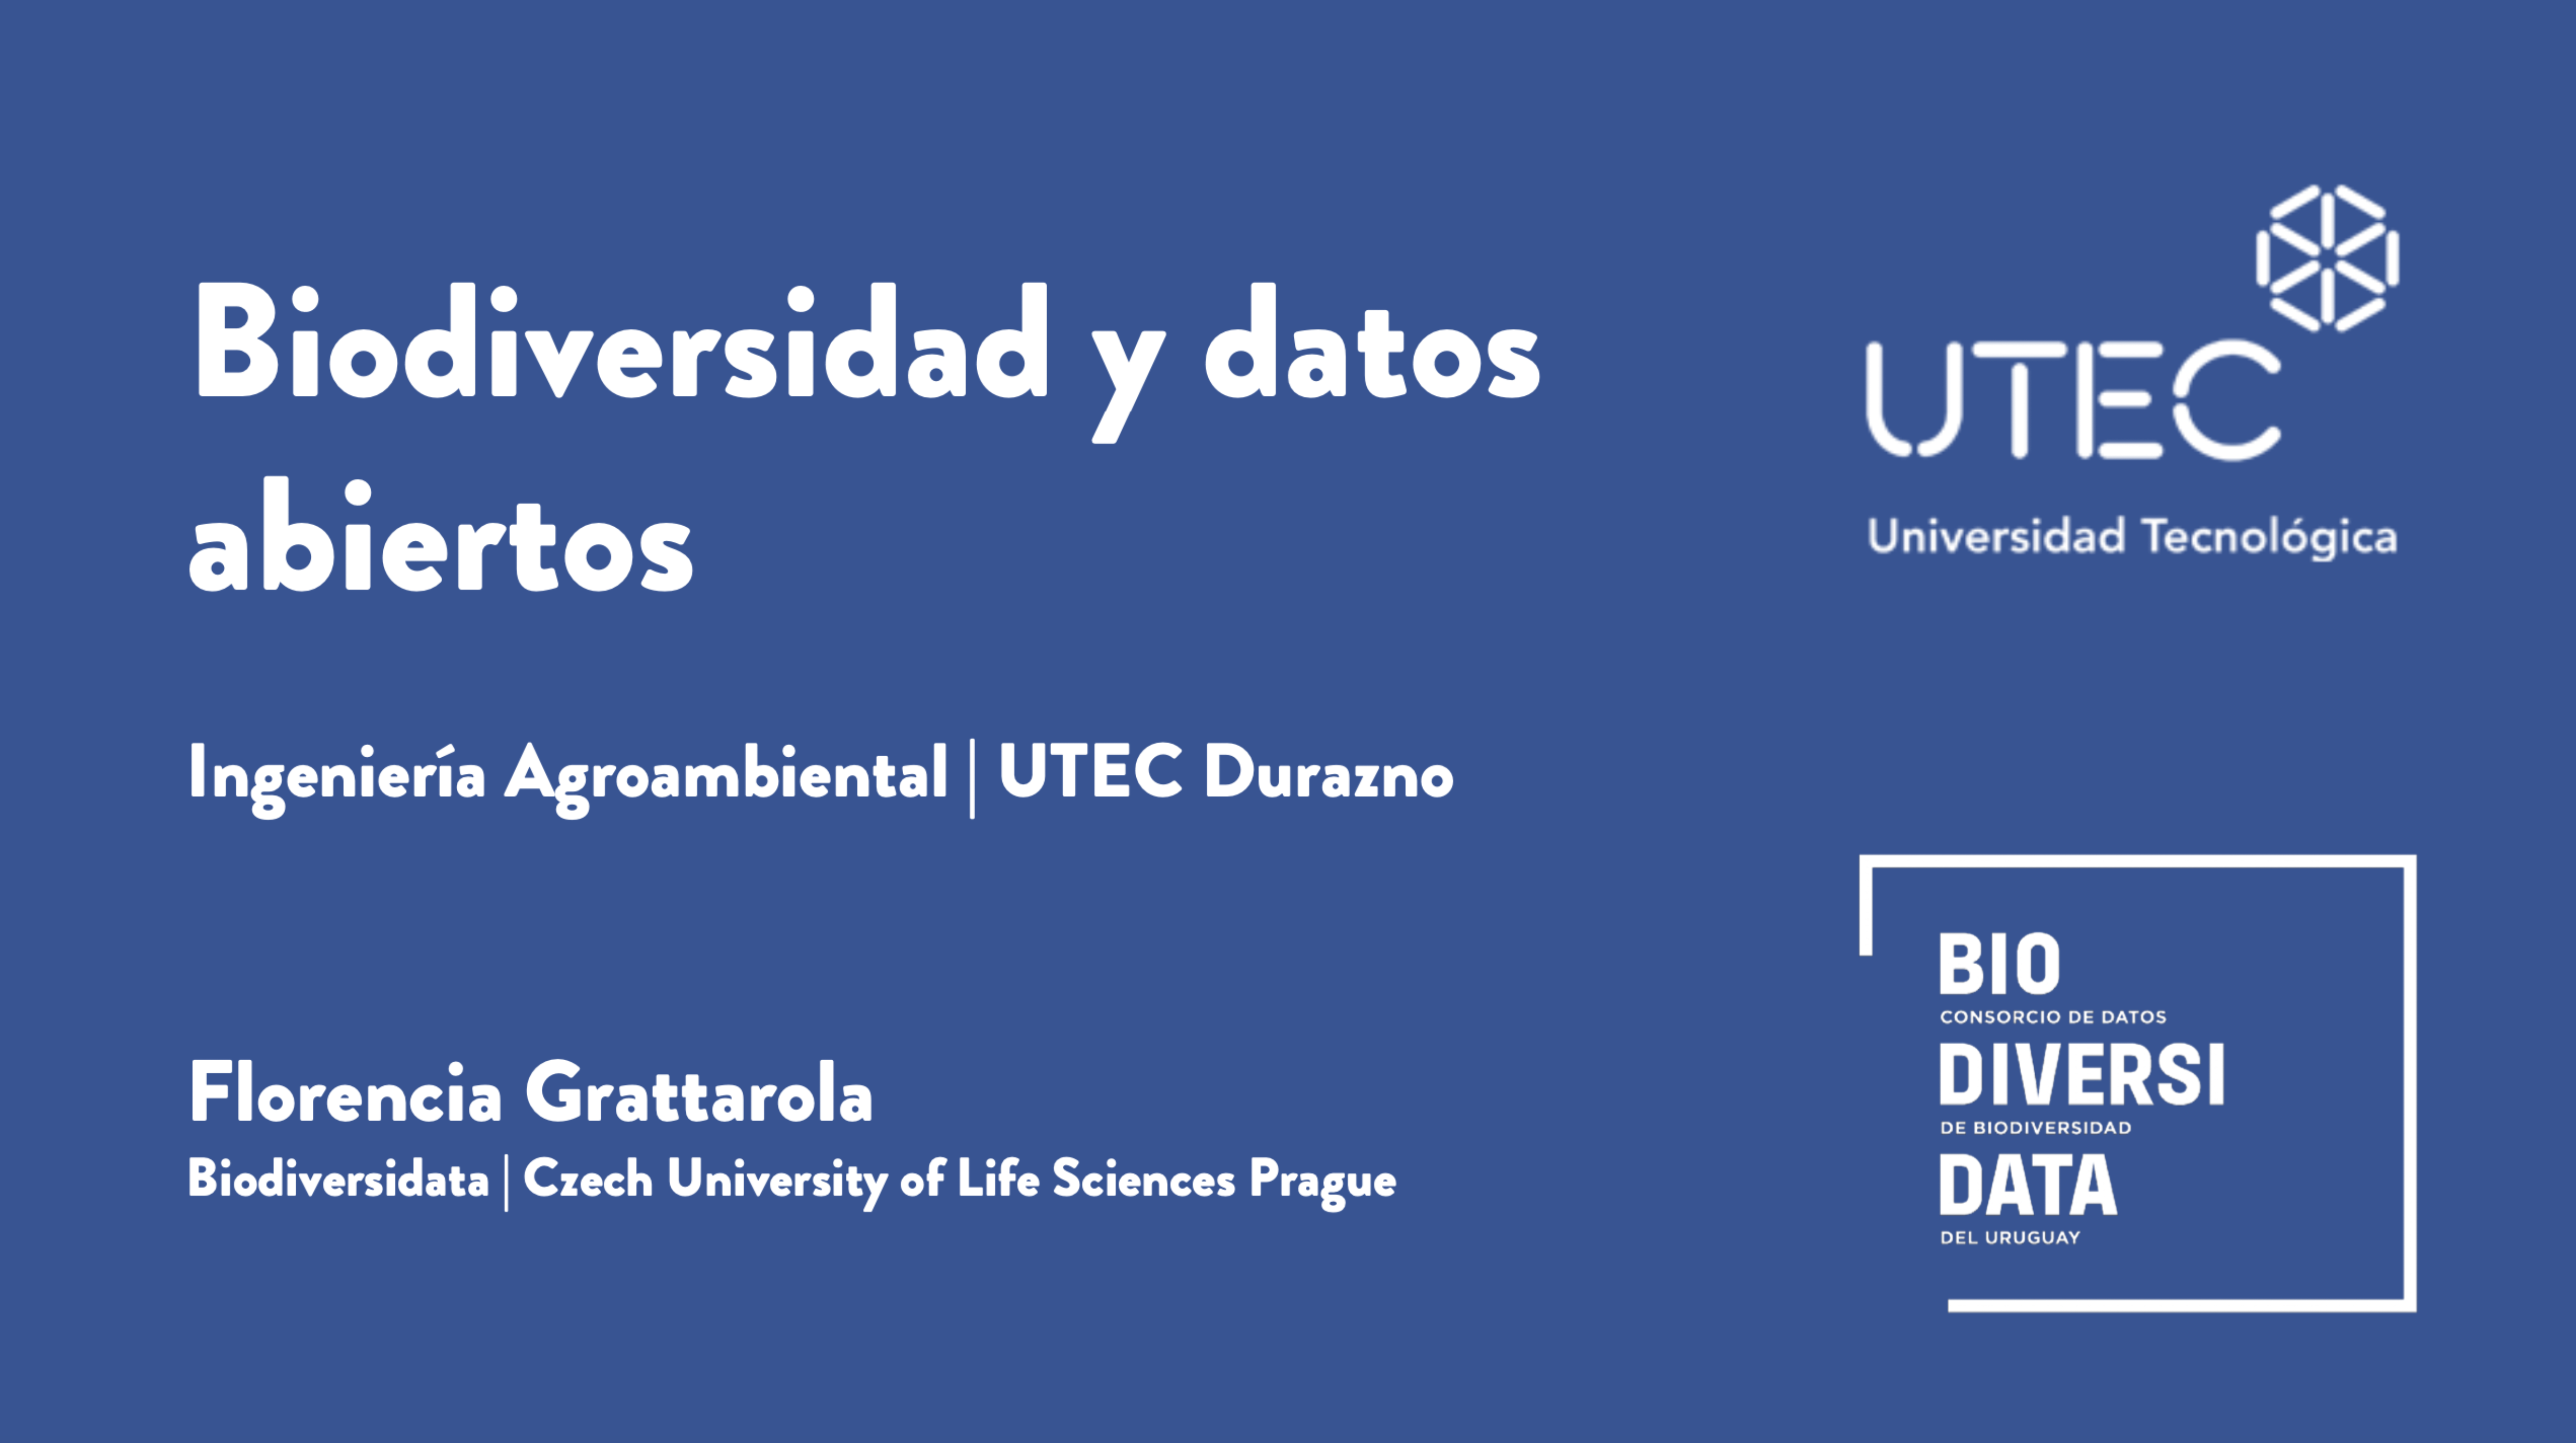 Biodiversidad y datos
abiertos
Ingeniería Agroambiental | UTEC Durazno
Florencia Grattarola
Biodiversidata | Czech University of Life Sciences Prague
UTEC
Universidad Tecnológica
BIO
CONSORCIO DE DATOS
DIVERSI
DE BIODIVERSIDAD
DATA
DEL URUGUAY